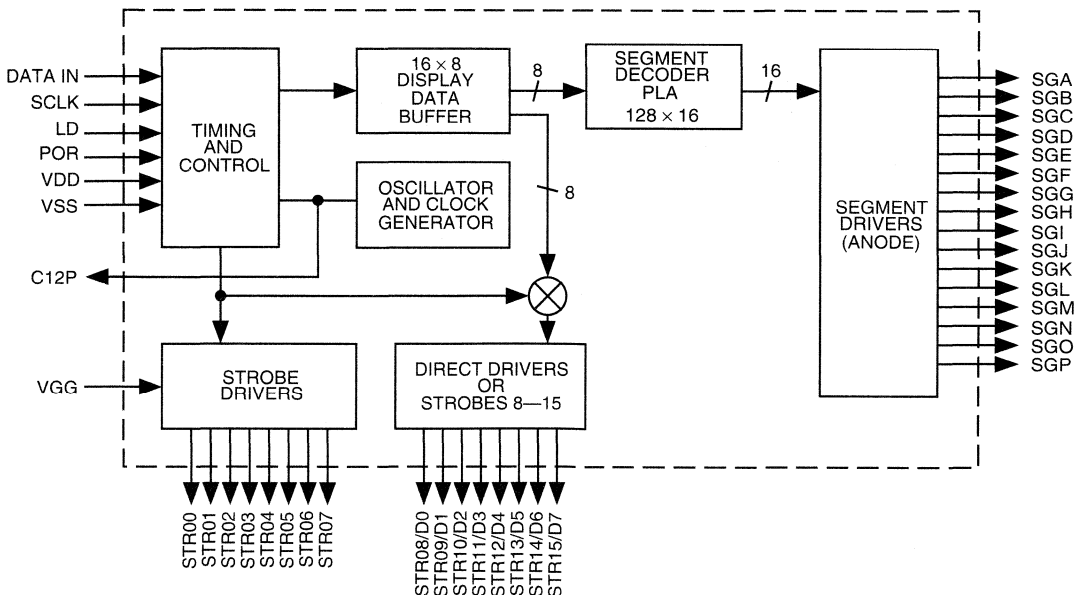 DATA IN
SCLK
LD
POR
VDD
VSS
C12P
VGG
TIMING
AND
CONTROL
16 × 8
DISPLAY
DATA
BUFFER
8
SEGMENT
DECODER
PLA
128 × 16
16
OSCILLATOR
AND CLOCK
GENERATOR
8
SEGMENT
DRIVERS
(ANODE)
SGA
SGB
SGC
SGD
SGE
SGF
SGG
SGH
SGI
SGJ
SGK
SGL
SGM
SGN
SGO
SGP
STROBE
DRIVERS
DIRECT DRIVERS
OR
STROBES 8—15
STR00
STR01
STR02
STR03
STR04
STR05
STR06
STR07
STR08/D0
STR09/D1
STR10/D2
STR11/D3
STR12/D4
STR13/D5
STR14/D6
STR15/D7